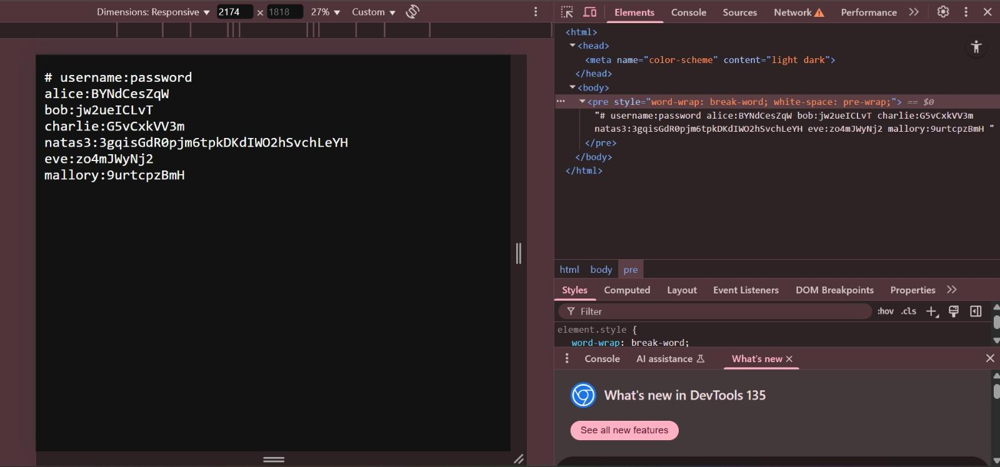 Dimensions: Responsive ▼ 2174 × 1818 27% ▼ Custom ▼
# username:password
alice:BYNdCesZqW
bob:jw2ueICLvT
charlie:G5vCxkVV3m
natas3:3gqisGdR0pjm6tpkDKdIWO2hSvchLeYH
eve:zo4mJWyNj2
mallory:9urtcpzBmH
Elements Console Sources Network Performance
<html>
<head>
<meta name="color-scheme" content="light dark">
</head>
<body>
<pre style="word-wrap: break-word; white-space: pre-wrap;"> == $0
"# username:password alice:BYNdCesZqW bob:jw2ueICLvT charlie:G5vCxkVV3m
natas3:3gqisGdR0pjm6tpkDKdIWO2hSvchLeYH eve:zo4mJWyNj2 mallory:9urtcpzBmH "
</pre>
</body>
</html>
html body pre
Styles Computed Layout Event Listeners DOM Breakpoints Properties
Filter :hov .cls
element.style {
word-wrap: break-word;
Console AI assistance What's new
What's new in DevTools 135
See all new features